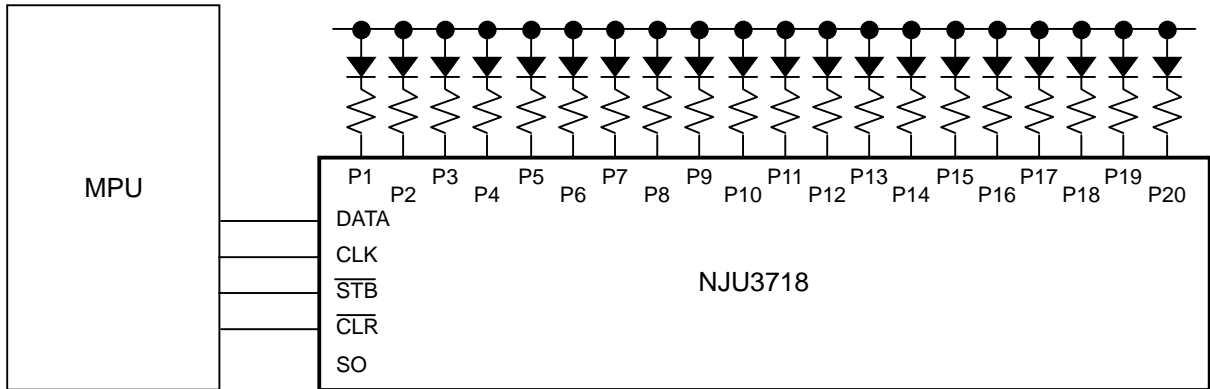 P1 P3 P5 P7 P9 P11 P13 P15 P17 P19
P2 P4 P6 P8 P10 P12 P14 P16 P18 P20
MPU
DATA
CLK
STB
CLR
SO
NJU3718